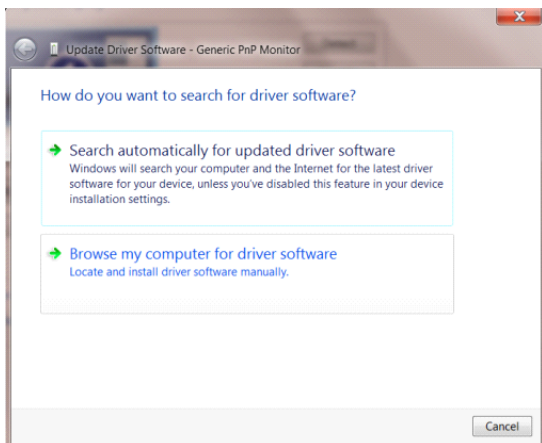 Update Driver Software - Generic PnP Monitor
How do you want to search for driver software?
Search automatically for updated driver software
Windows will search your computer and the Internet for the latest driver
software for your device, unless you've disabled this feature in your device
installation settings.
Browse my computer for driver software
Locate and install driver software manually.
Cancel